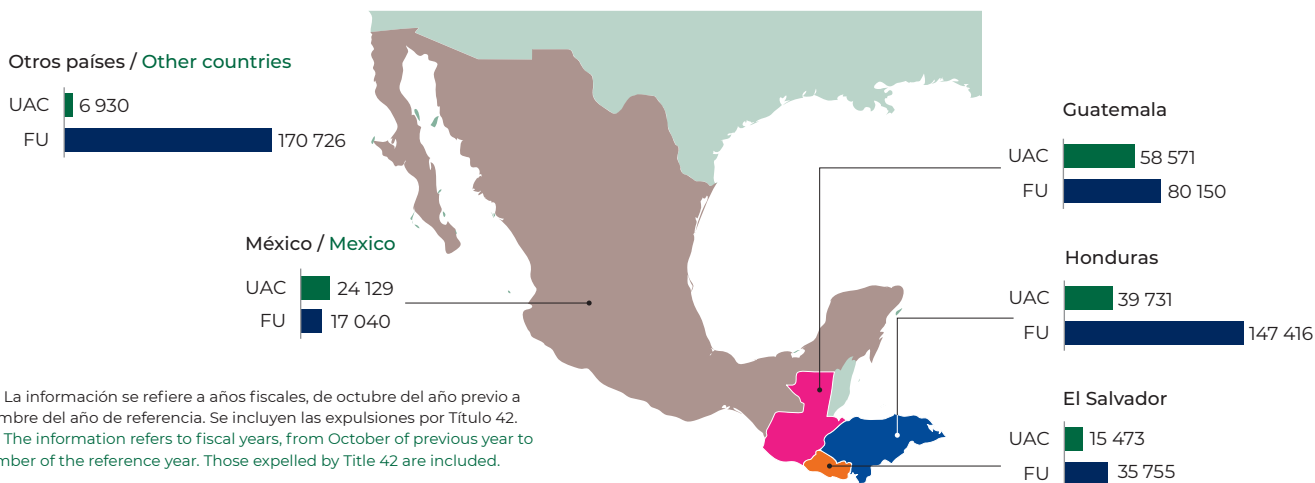 Otros países / Other countries
UAC 6 930
FU 170 726
México / Mexico
UAC 24 129
FU 17 040
Guatemala
UAC 58 571
FU 80 150
Honduras
UAC 39 731
FU 147 416
El Salvador
UAC 15 473
FU 35 755
La información se refiere a años fiscales, de octubre del año previo a
mbre del año de referencia. Se incluyen las expulsiones por Título 42.
The information refers to fiscal years, from October of previous year to
mber of the reference year. Those expelled by Title 42 are included.